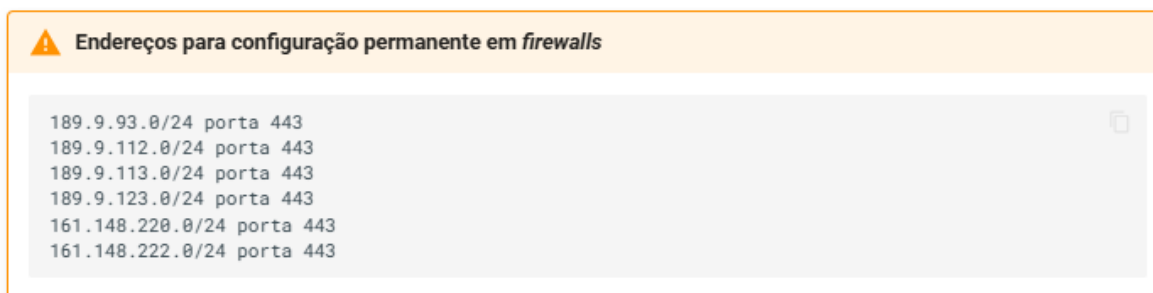 Endereços para configuração permanente em firewalls
189.9.93.0/24 porta 443
189.9.112.0/24 porta 443
189.9.113.0/24 porta 443
189.9.123.0/24 porta 443
161.148.220.0/24 porta 443
161.148.222.0/24 porta 443